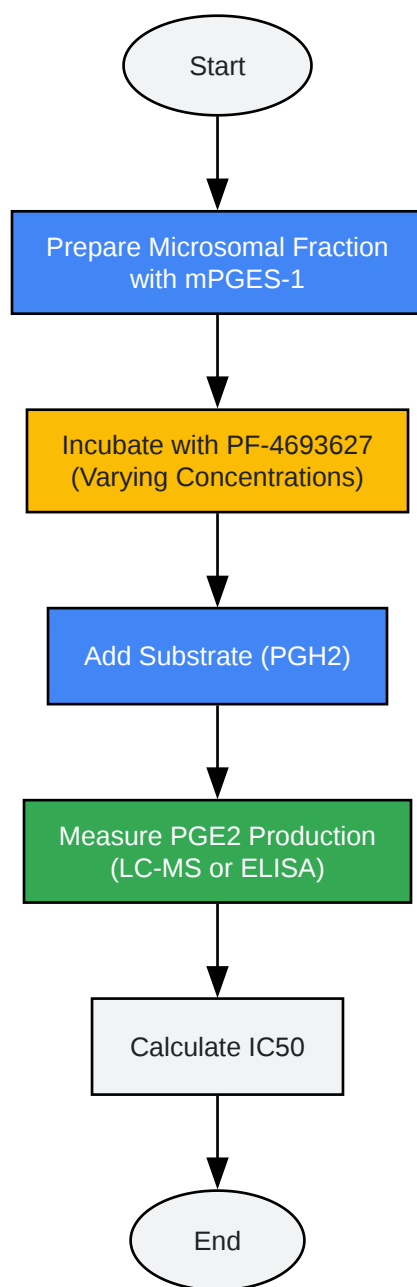 Start
Prepare Microsomal Fraction
with mPGES-1
Incubate with PF-4693627
(Varying Concentrations)
Add Substrate (PGH2)
Measure PGE2 Production
(LC-MS or ELISA)
Calculate IC50
End